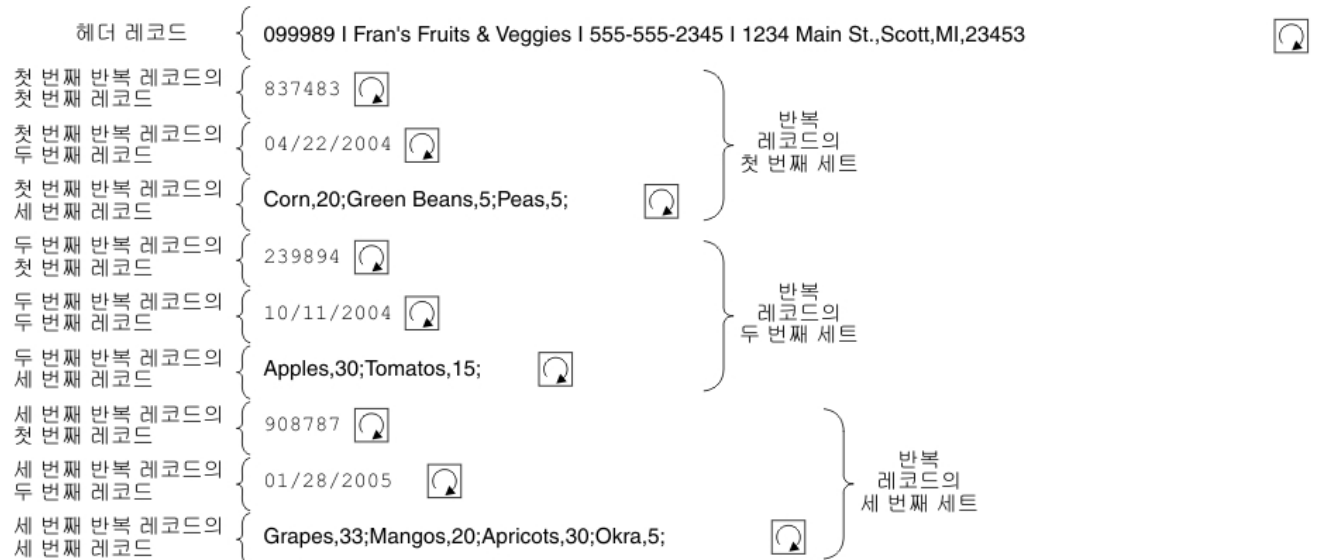 헤더 레코드
099989 | Fran's Fruits & Veggies | 555-555-2345 | 1234 Main St.,Scott,MI,23453
첫 번째 반복 레코드의
첫 번째 레코드
837483
첫 번째 반복 레코드의
두 번째 레코드
04/22/2004
첫 번째 반복 레코드의
세 번째 레코드
Corn,20;Green Beans,5;Peas,5;
반복
레코드의
첫 번째 세트
두 번째 반복 레코드의
첫 번째 레코드
239894
두 번째 반복 레코드의
두 번째 레코드
10/11/2004
두 번째 반복 레코드의
세 번째 레코드
Apples,30;Tomatos,15;
반복
레코드의
두 번째 세트
세 번째 반복 레코드의
첫 번째 레코드
908787
세 번째 반복 레코드의
두 번째 레코드
01/28/2005
세 번째 반복 레코드의
세 번째 레코드
Grapes,33;Mangos,20;Apricots,30;Okra,5;
반복
레코드의
세 번째 세트